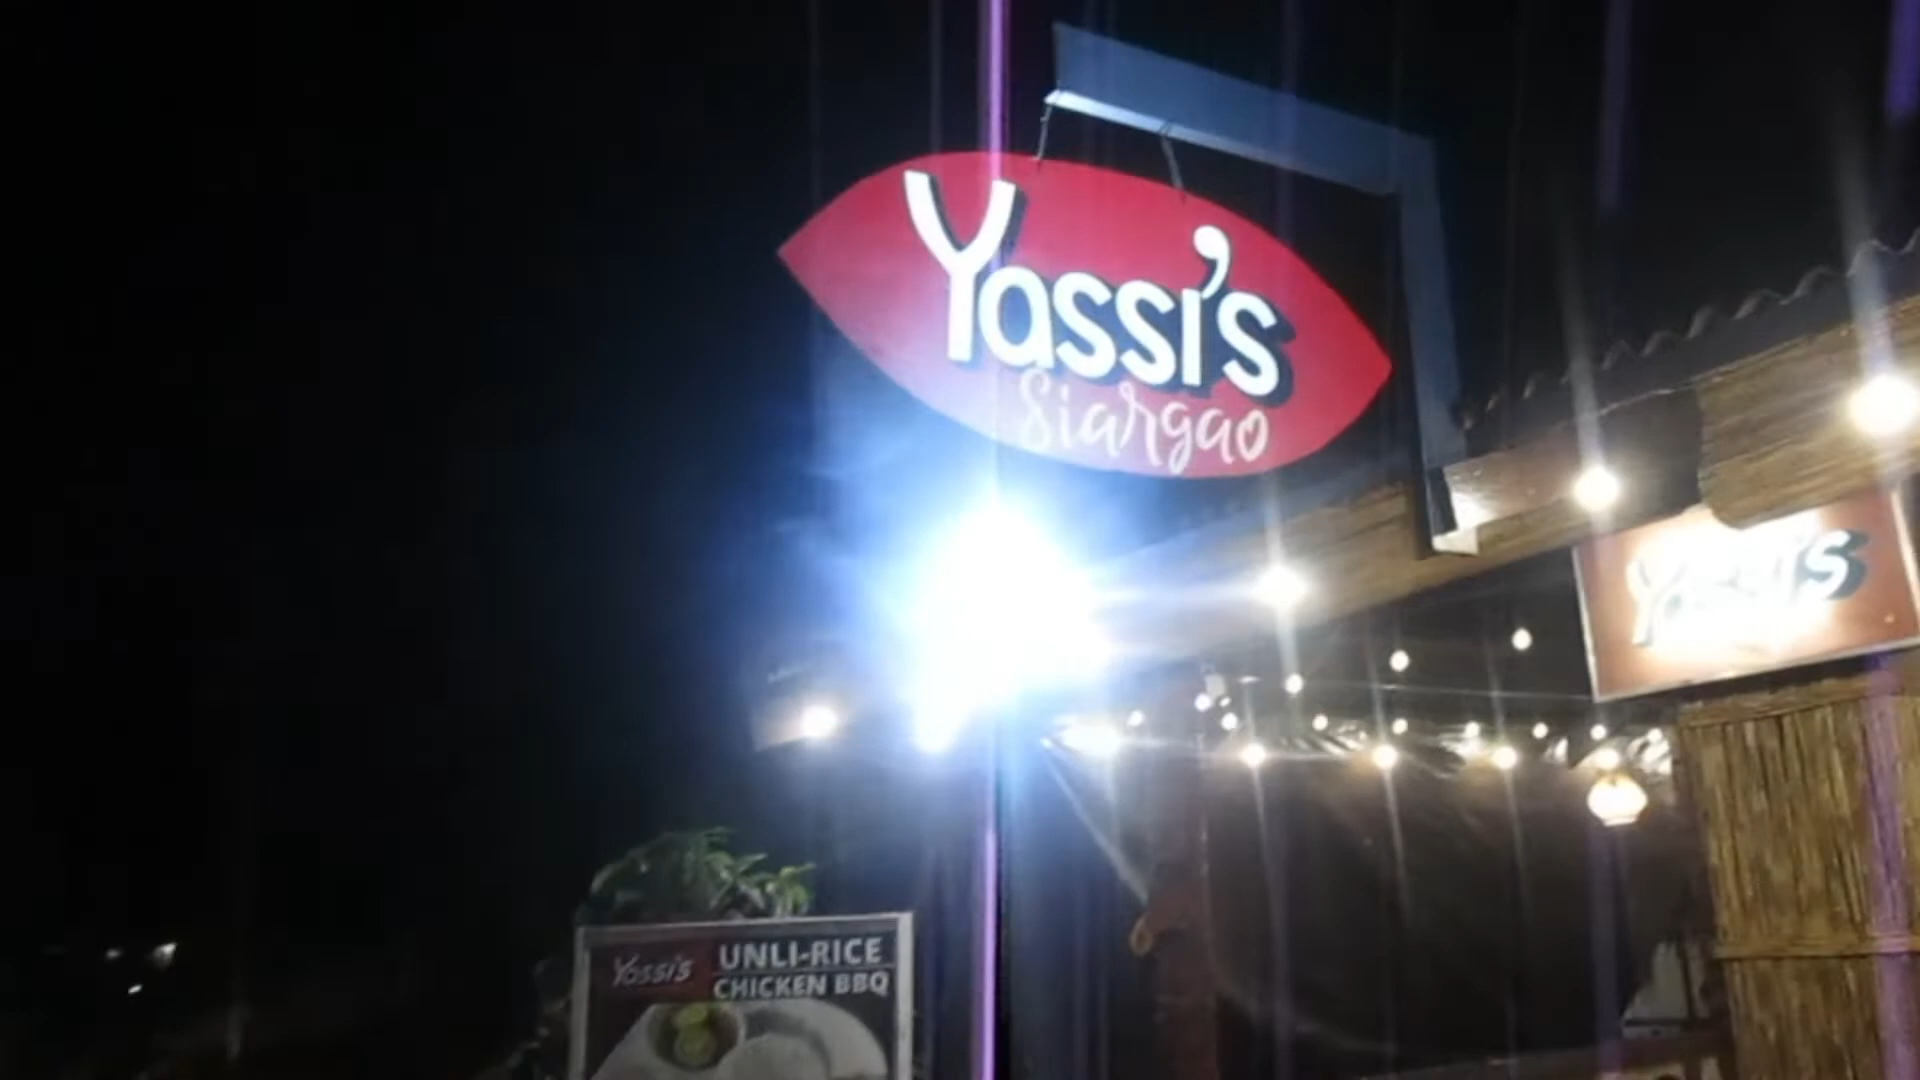 Yassi's
Siargao
Yassi's
Yassi's
UNLI-RICE
CHICKEN BBQ